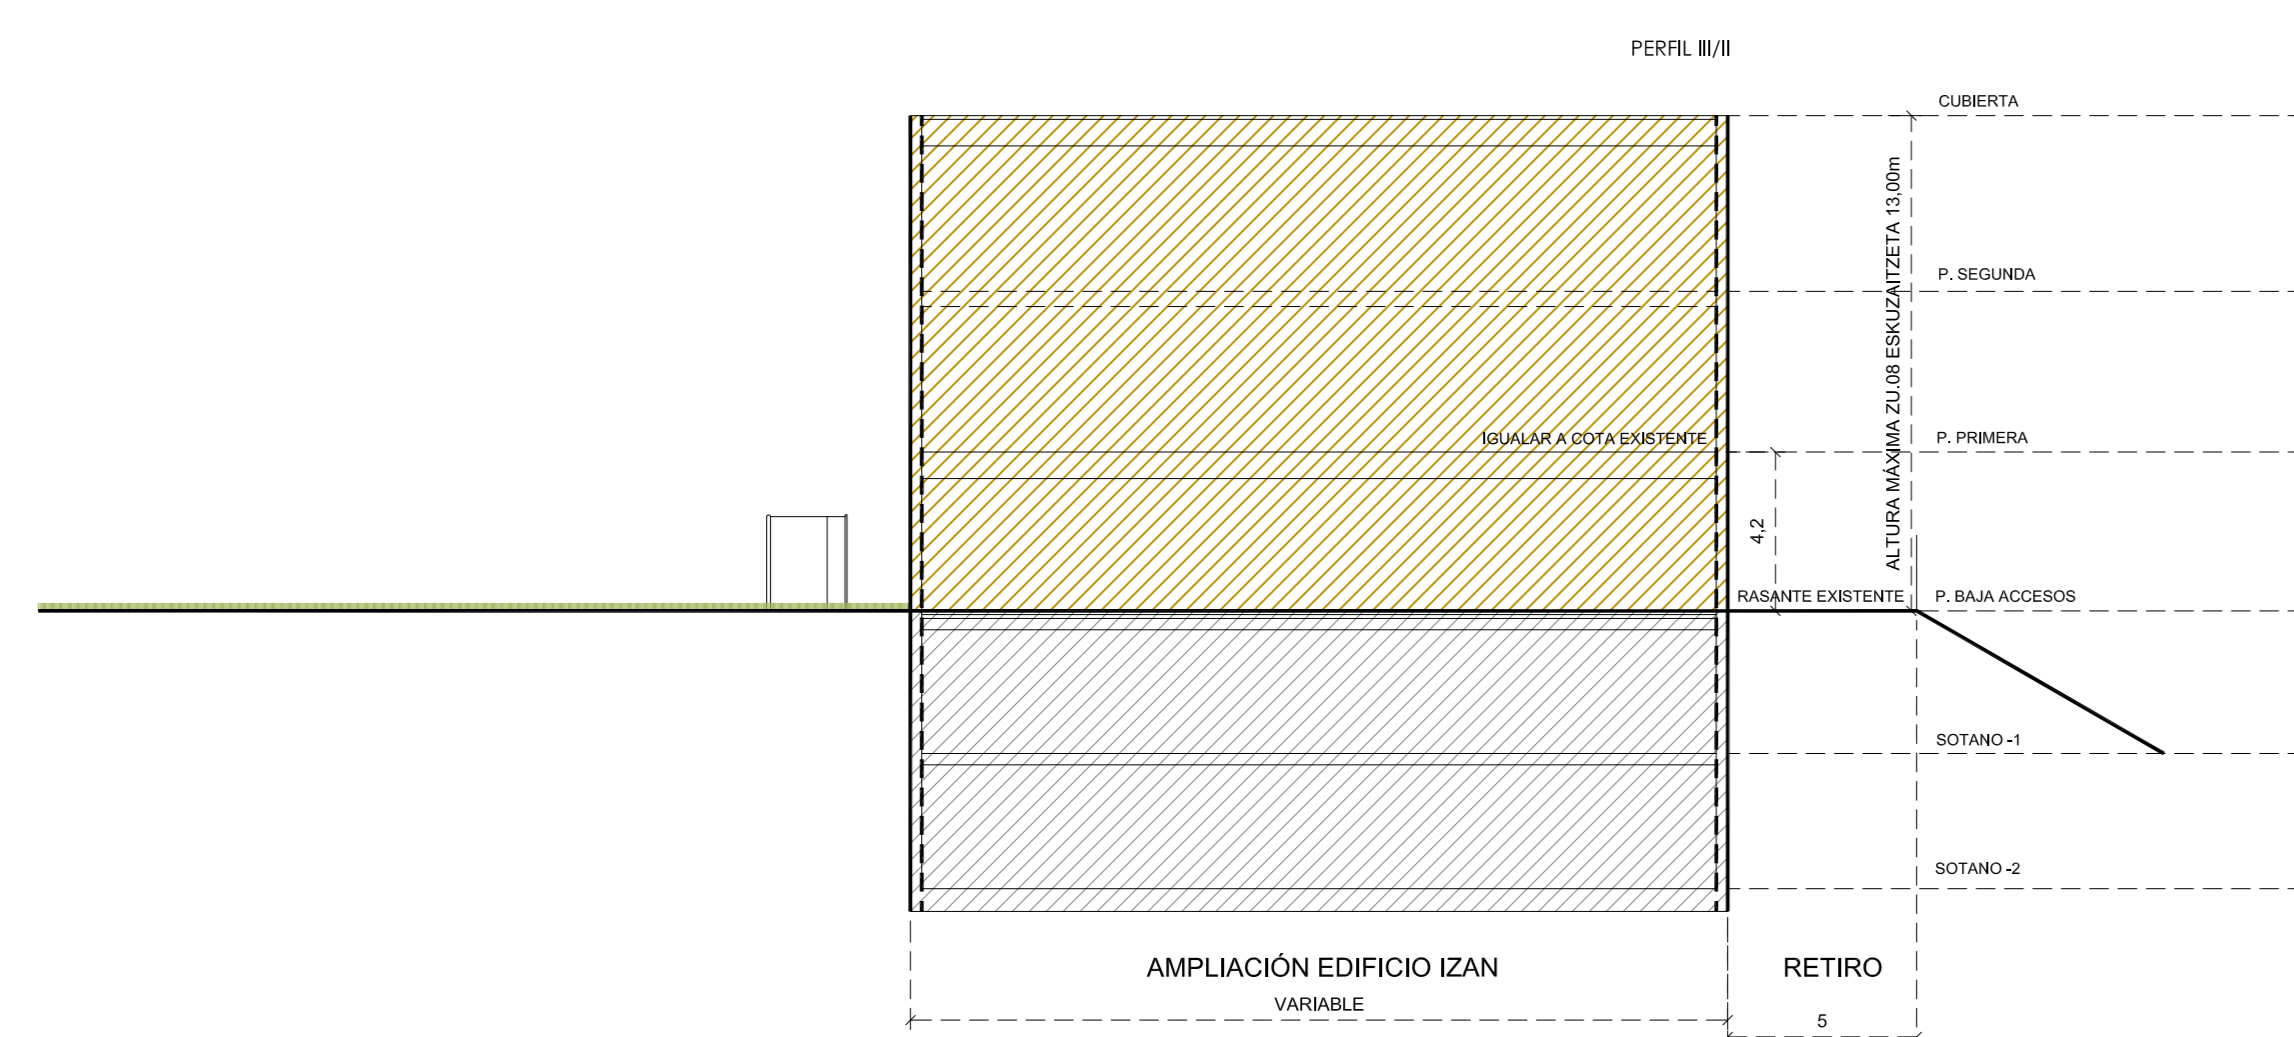 PERFIL III/II
CUBIERTA
ALTURA MÁXIMA ZU.08 ESKUZAITZETA 13,00m
P. SEGUNDA
IGUALAR A COTA EXISTENTE
P. PRIMERA
4,2
RASANTE EXISTENTE
P. BAJA ACCESOS
SOTANO -1
SOTANO -2
AMPLIACIÓN EDIFICIO IZAN
RETIRO
VARIABLE
5